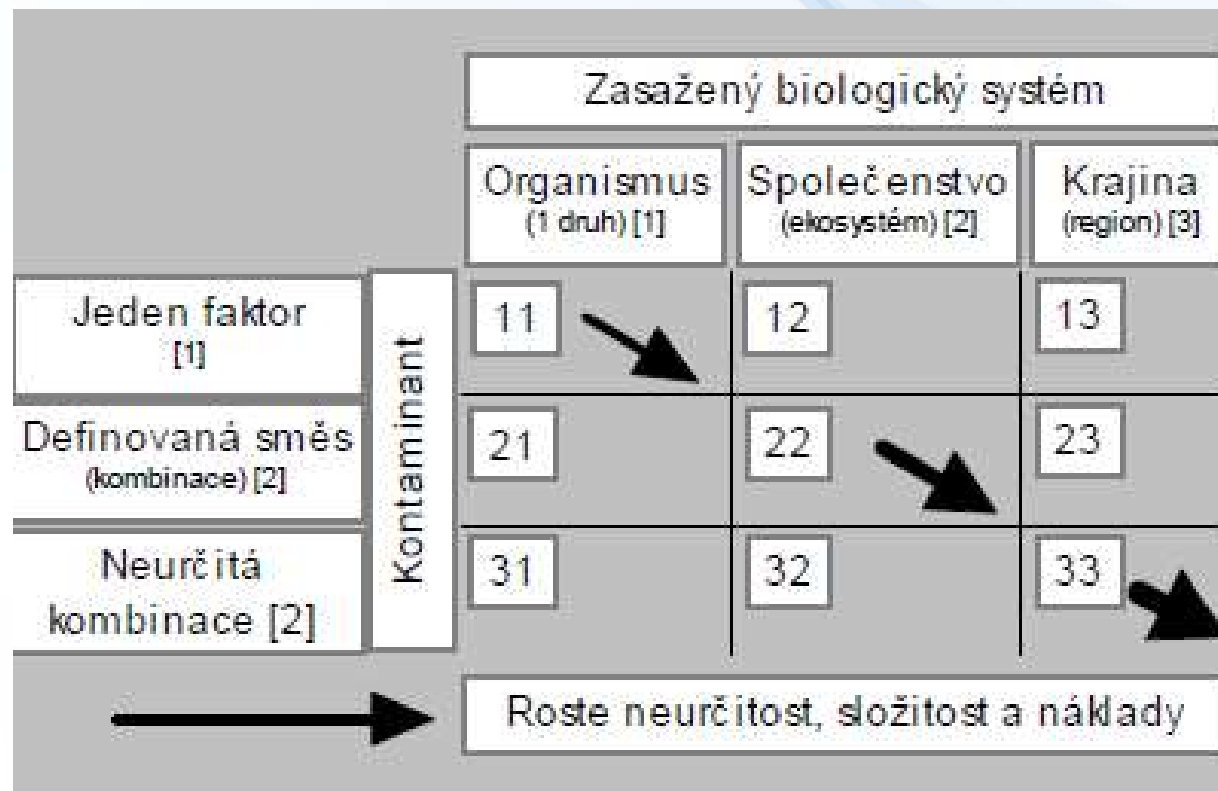 Zasažený biologický systém
Organismus
(1 druh) [1]
Společenstvo
(ekosystém) [2]
Krajina
(region) [3]
Kontaminant
Jeden faktor
[1]
11
12
13
Definovaná směs
(kombinace) [2]
21
22
23
Neurčitá
kombinace [2]
31
32
33
Roste neurčitost, složitost a náklady